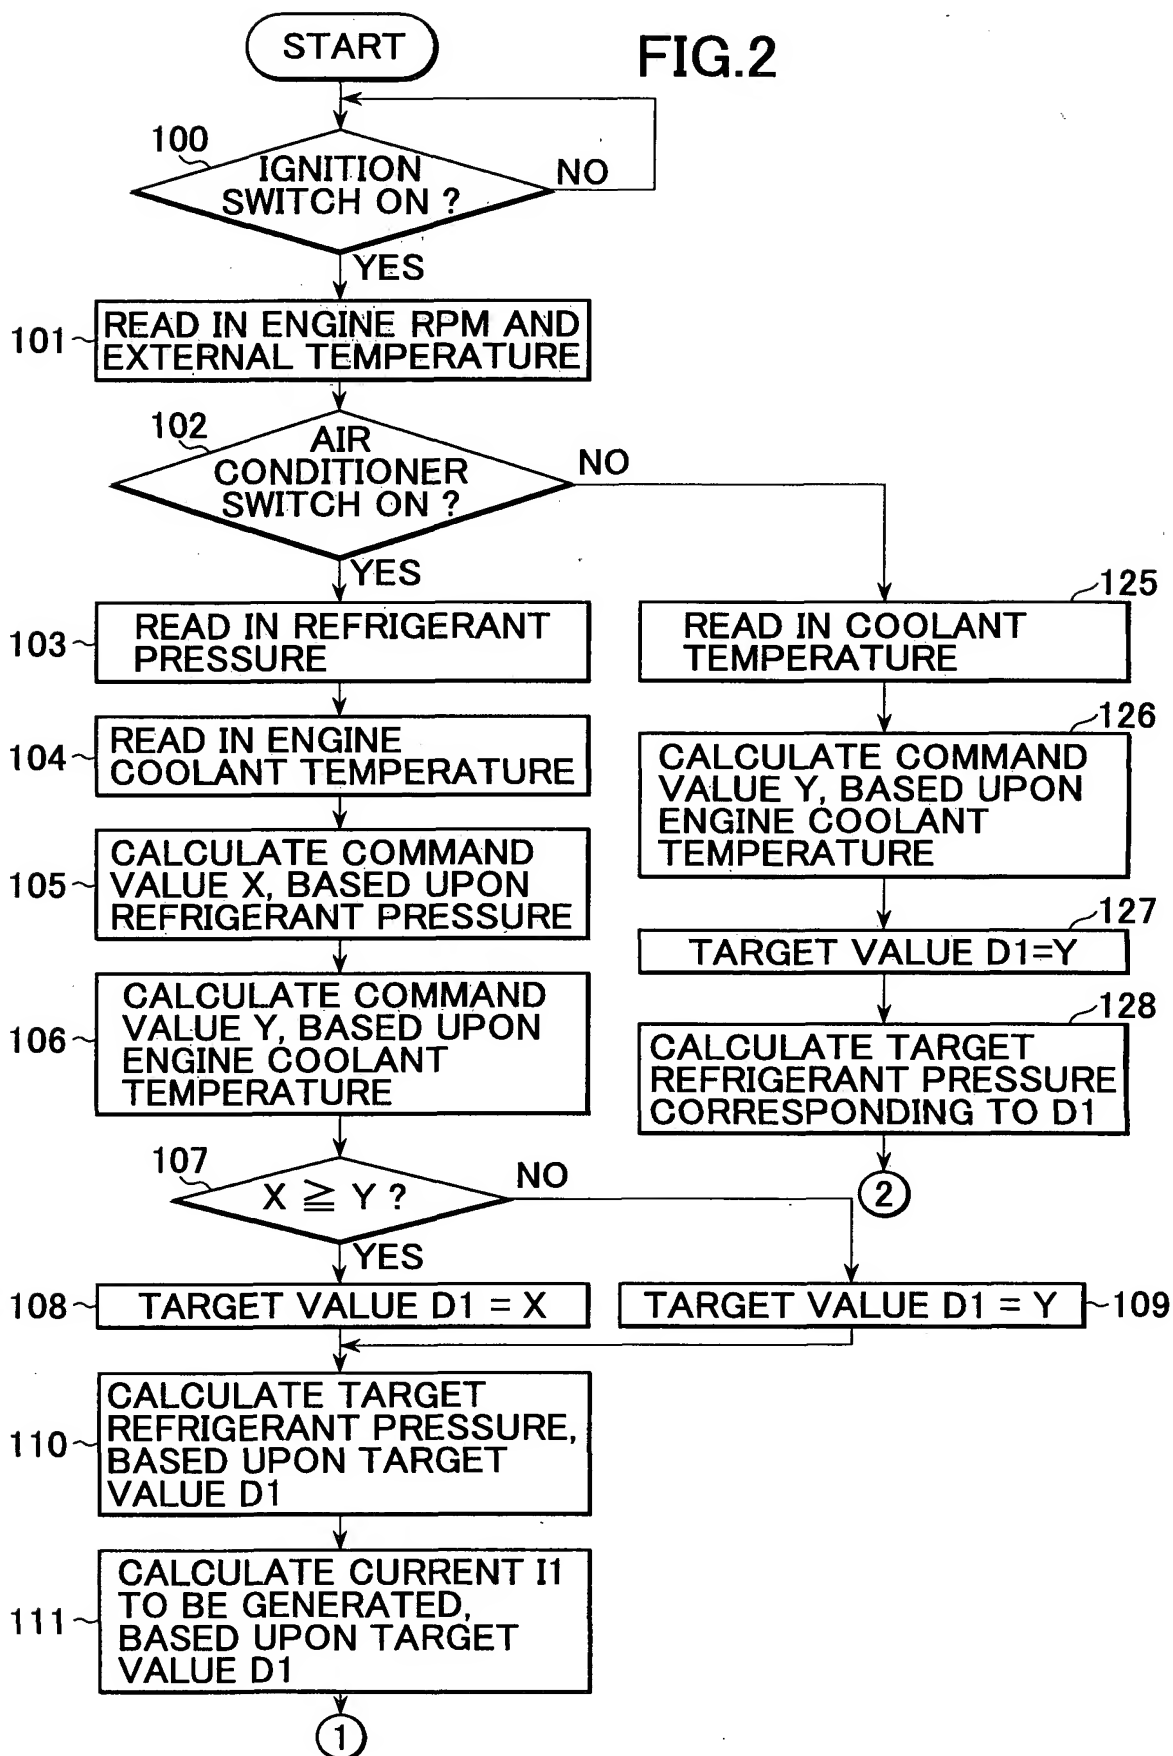 START
FIG.2
100
IGNITION
SWITCH ON ?
NO
YES
101
READ IN ENGINE RPM AND
EXTERNAL TEMPERATURE
102
AIR
CONDITIONER
SWITCH ON ?
NO
YES
103
READ IN REFRIGERANT
PRESSURE
104
READ IN ENGINE
COOLANT TEMPERATURE
105
CALCULATE COMMAND
VALUE X, BASED UPON
REFRIGERANT PRESSURE
106
CALCULATE COMMAND
VALUE Y, BASED UPON
ENGINE COOLANT
TEMPERATURE
125
READ IN COOLANT
TEMPERATURE
126
CALCULATE COMMAND
VALUE Y, BASED UPON
ENGINE COOLANT
TEMPERATURE
127
TARGET VALUE D1=Y
128
CALCULATE TARGET
REFRIGERANT PRESSURE
CORRESPONDING TO D1
2
107
X ≧ Y ?
NO
YES
108
TARGET VALUE D1 = X
TARGET VALUE D1 = Y
109
110
CALCULATE TARGET
REFRIGERANT PRESSURE,
BASED UPON TARGET
VALUE D1
111
CALCULATE CURRENT I1
TO BE GENERATED,
BASED UPON TARGET
VALUE D1
1